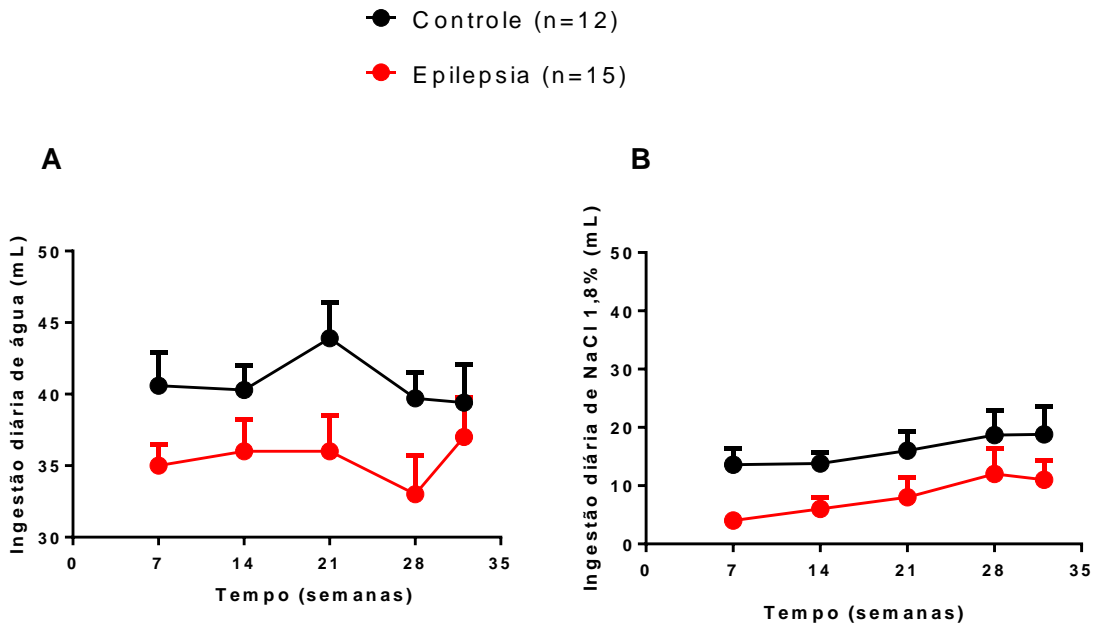 Controle (n=12)
Epilepsia (n=15)
A
Ingestão diária de água (mL)
50
45
40
35
30
0 7 14 21 28 35
Tempo (semanas)
B
Ingestão diária de NaCl 1,8% (mL)
50
40
30
20
10
0
0 7 14 21 28 35
Tempo (semanas)